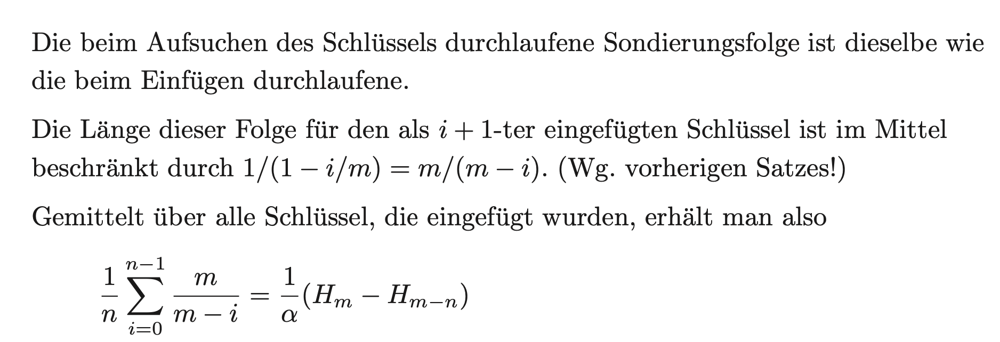 Die beim Aufsuchen des Schlüssels durchlaufene Sondierungsfolge ist dieselbe wie
die beim Einfügen durchlaufene.
Die Länge dieser Folge für den als i + 1-ter eingefügten Schlüssel ist im Mittel
beschränkt durch 1/(1 − i/m) = m/(m − i). (Wg. vorherigen Satzes!)
Gemittelt über alle Schlüssel, die eingefügt wurden, erhält man also
\frac{1}{n} \sum_{i=0}^{n-1} \frac{m}{m-i} = \frac{1}{\alpha}(H_m - H_{m-n})